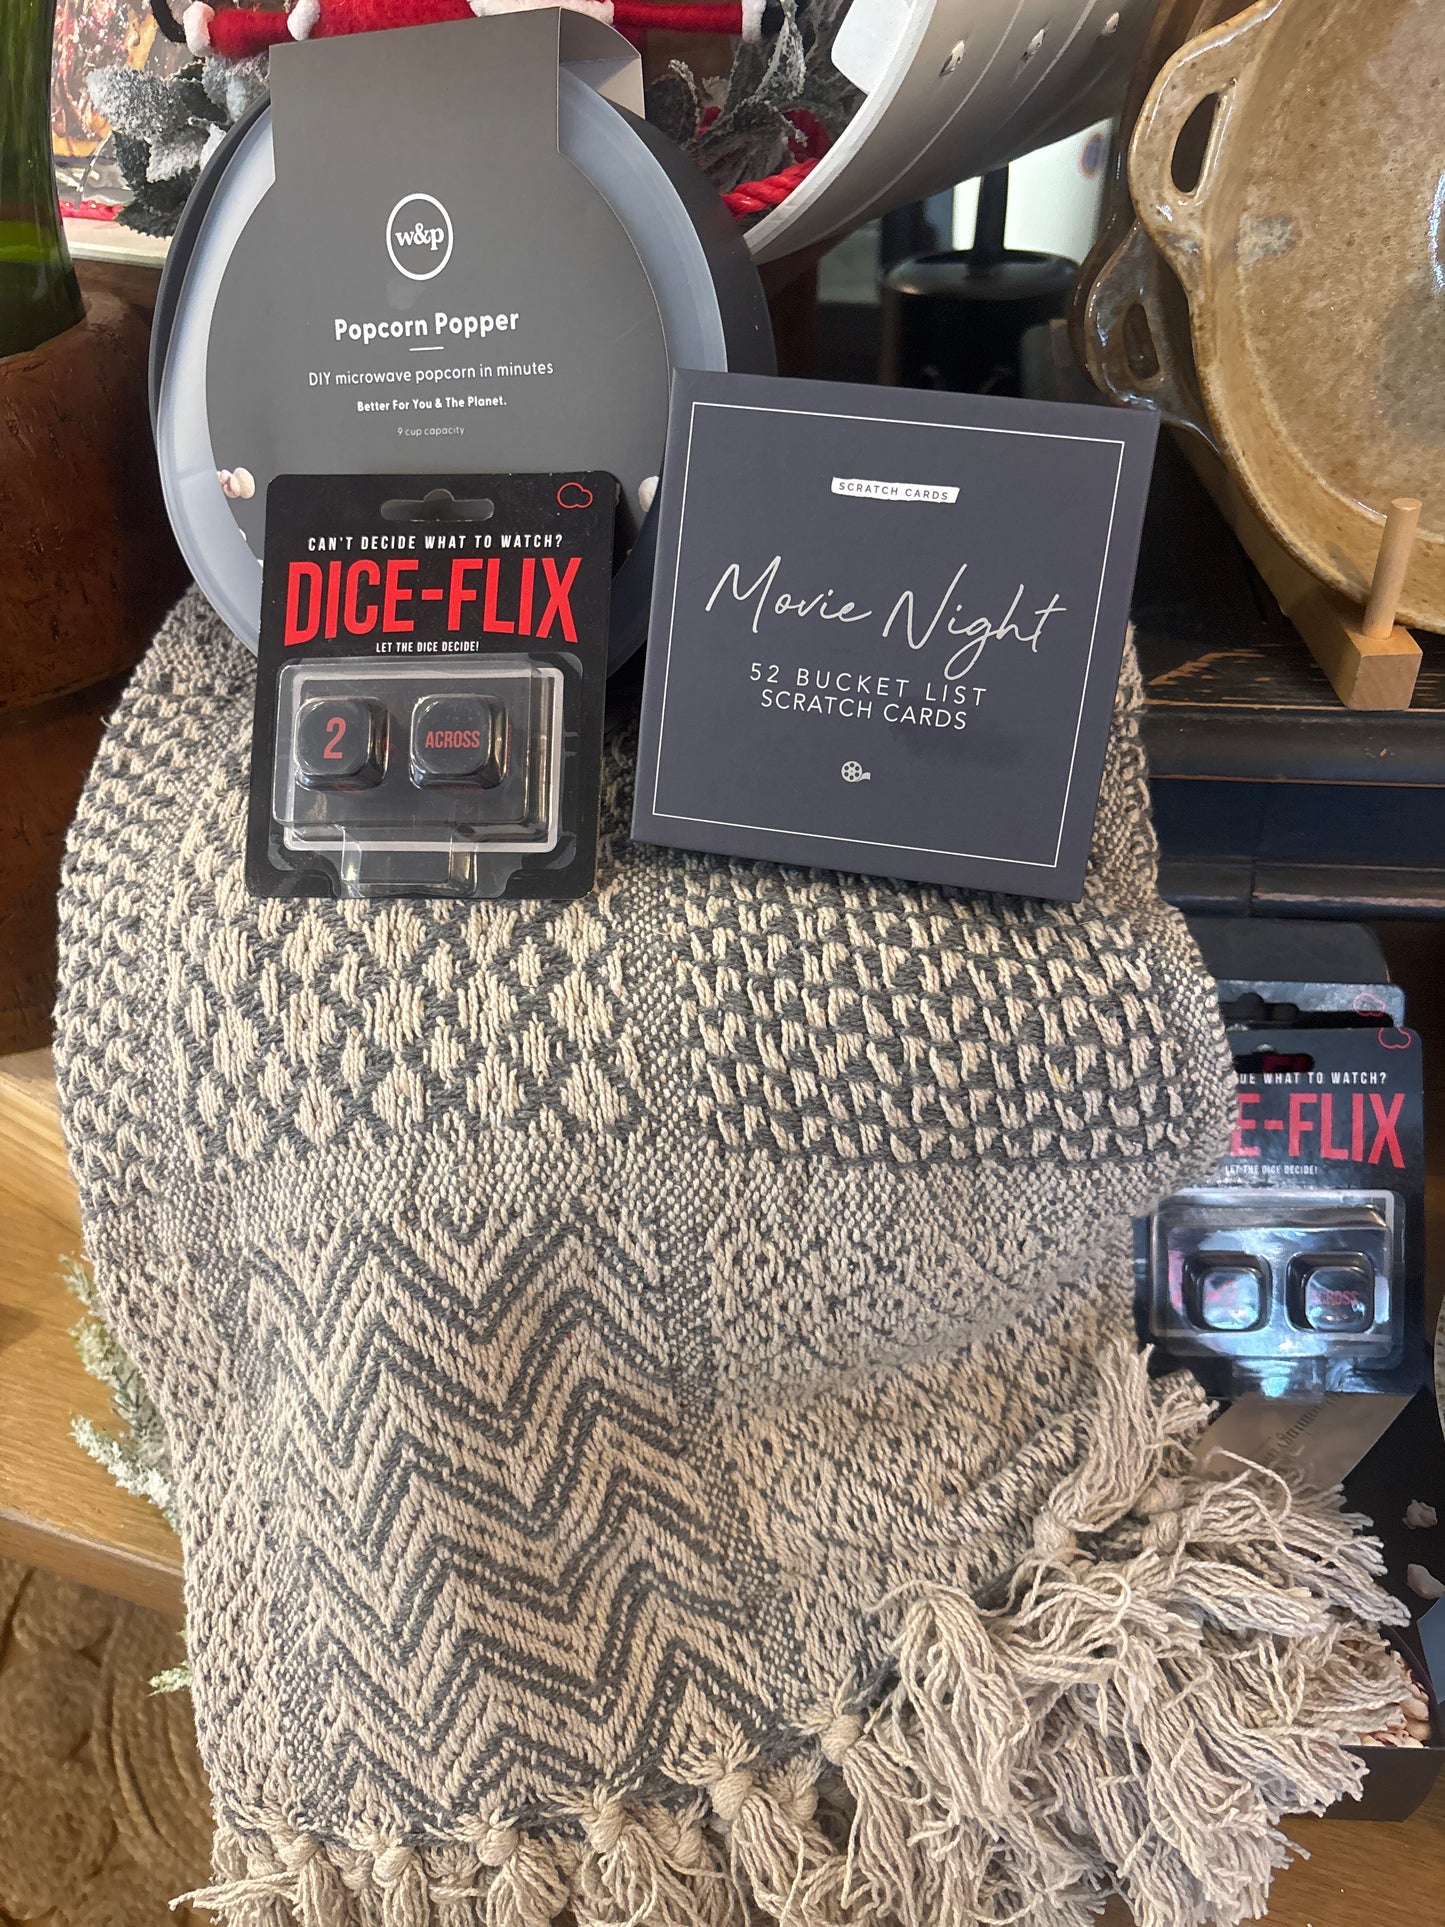 w&p
Popcorn Popper
DIY microwave popcorn in minutes
Better For You & The Planet.
9 cup capacity
CAN'T DECIDE WHAT TO WATCH?
DICE-FLIX
LET THE DICE DECIDE!
2
ACROSS
SCRATCH CARDS
Movie Night
52 BUCKET LIST
SCRATCH CARDS
WHAT TO WATCH?
E-FLIX
LET THE DICE DECIDE!
ACROSS